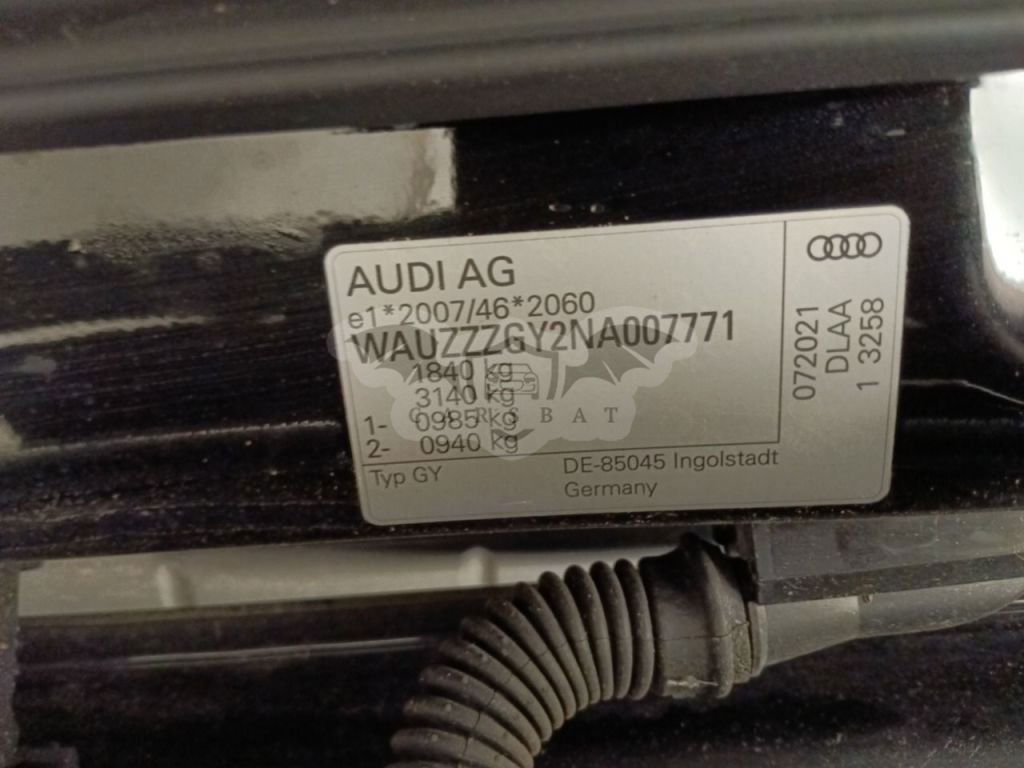 AUDI AG
e1*2007/46*2060
WAUZZZGY2NA007771
1840 kg
3140 kg
1- 0985 kg
2- 0940 kg
Typ GY
DE-85045 Ingolstadt
Germany
072021
DLAA
1 3258
CARSBAT